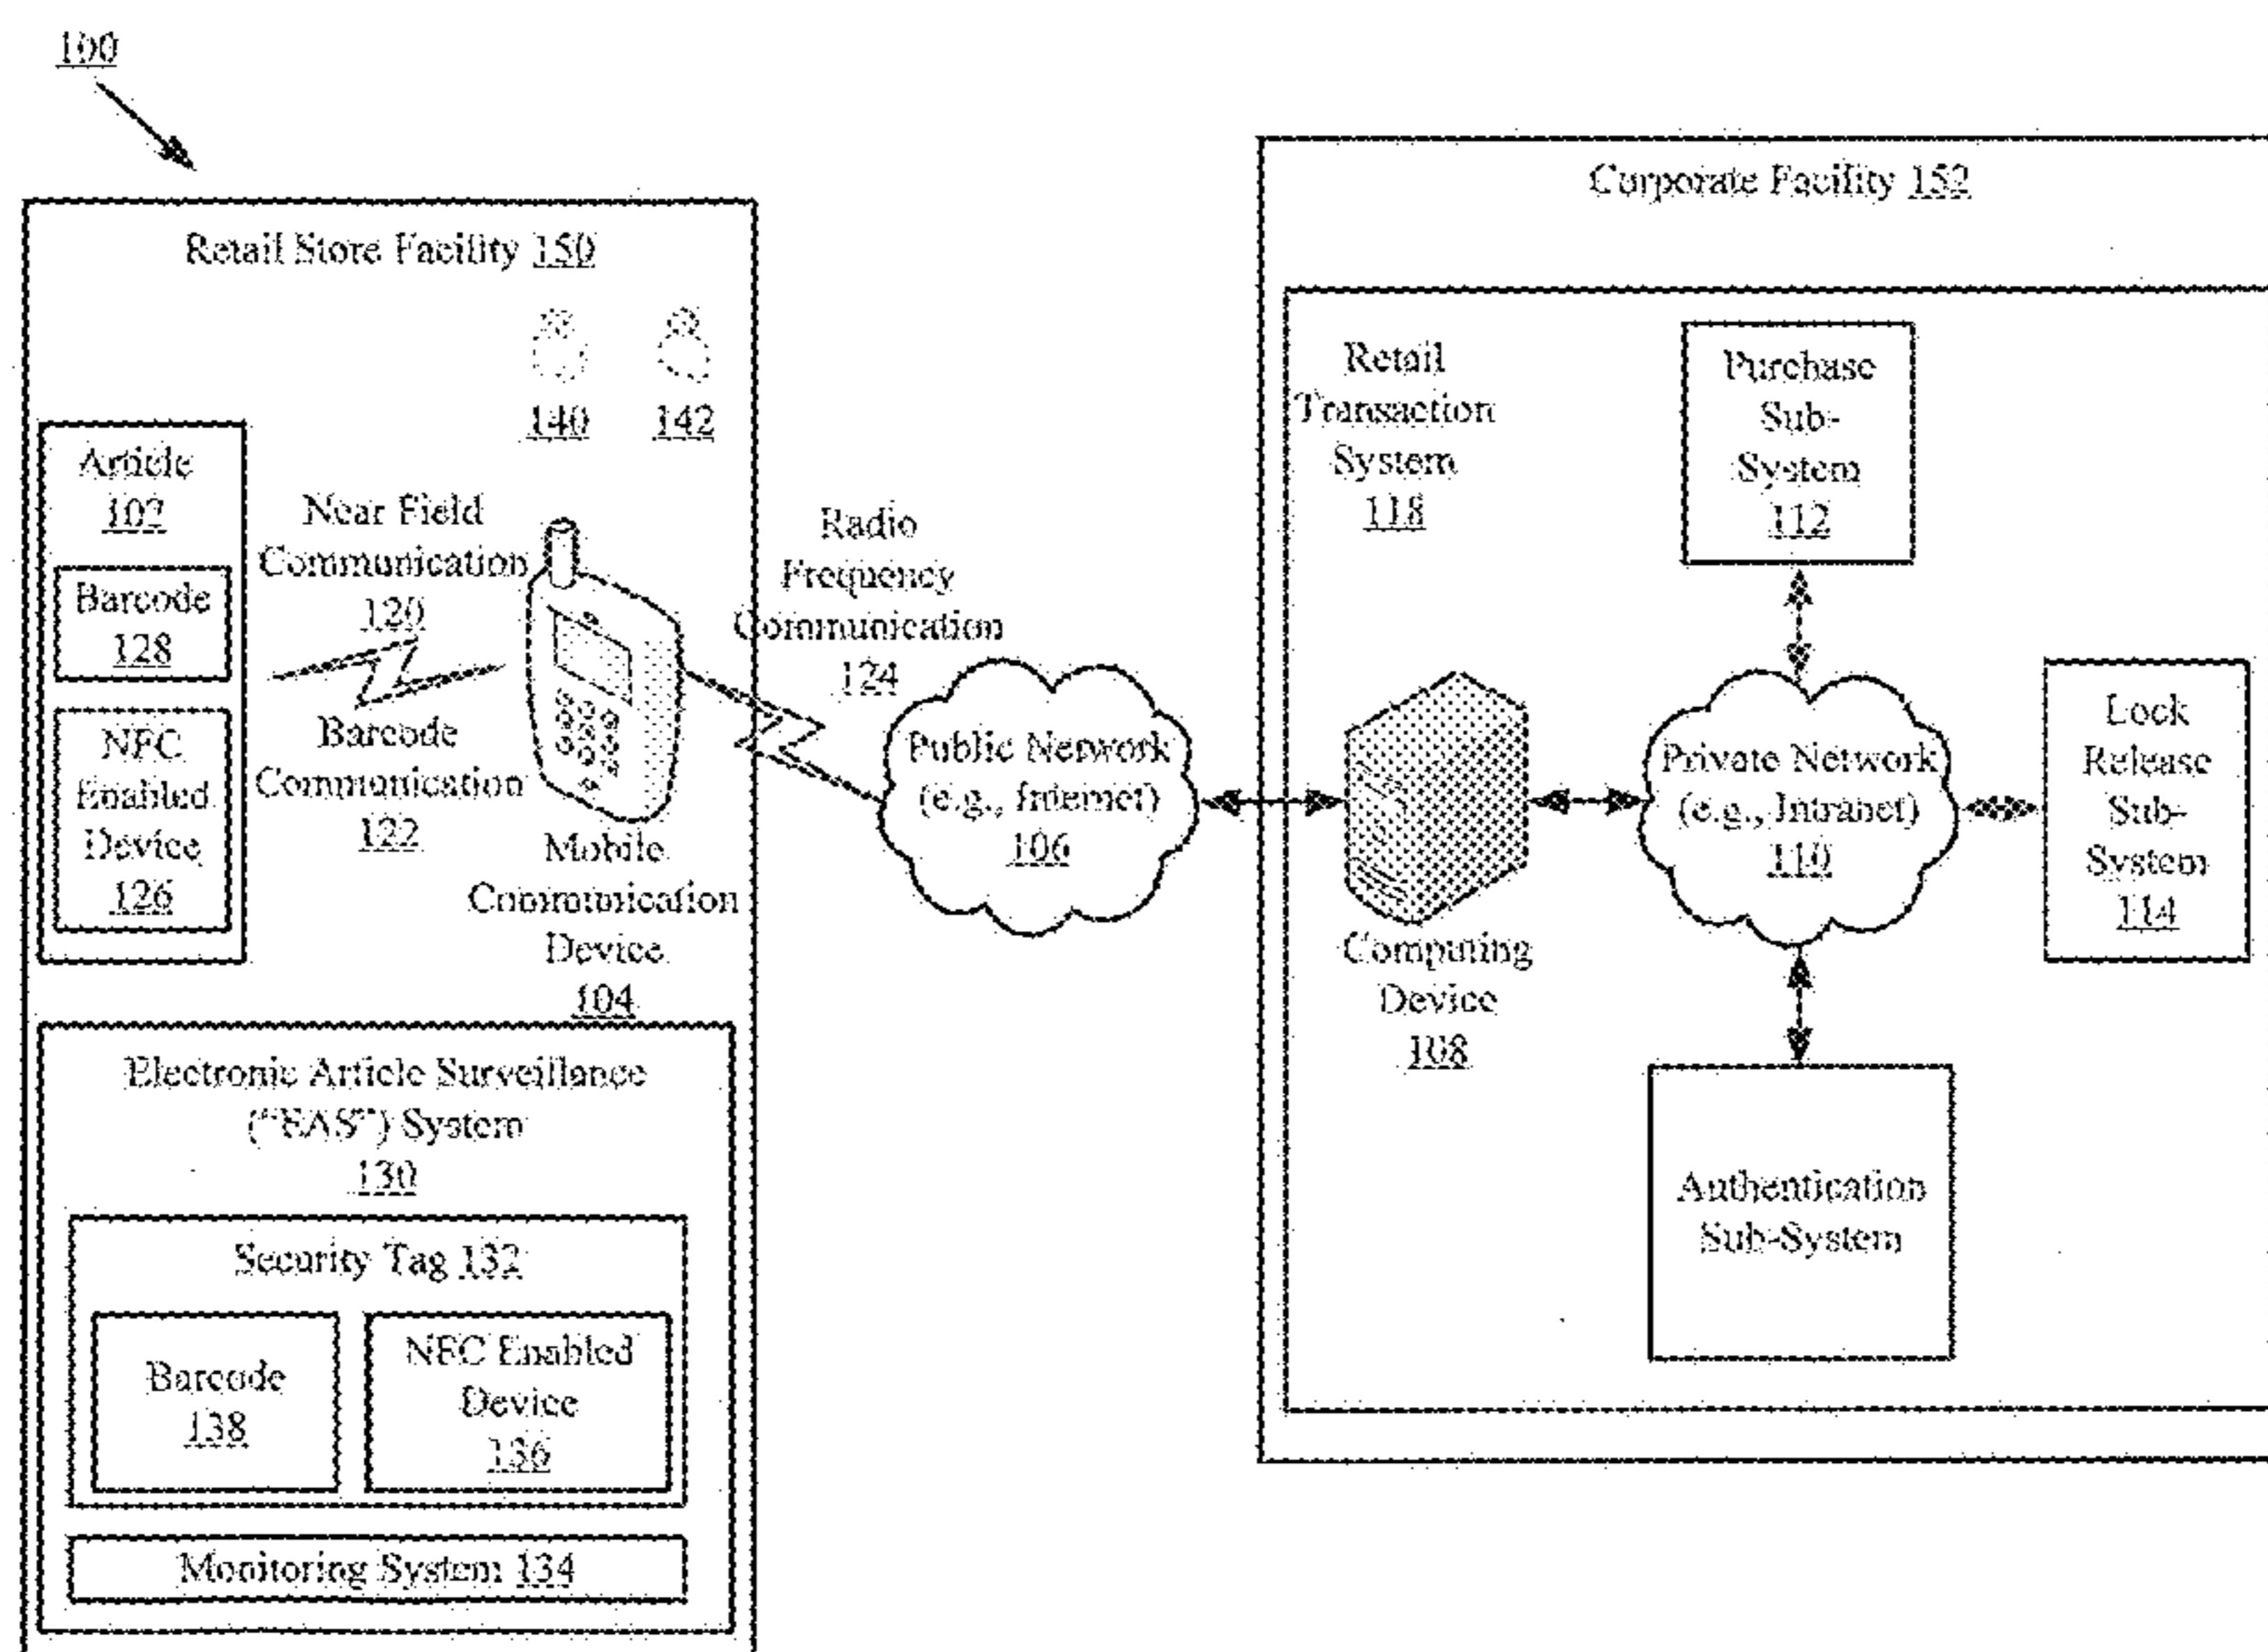 100
Retail Store Facility 150
140 142
Article
102
Barcode
128
NFC
Enabled
Device
126
Near Field
Communication
120
Barcode
Communication
122
Mobile
Communication
Device
104
Radio
Frequency
Communication
124
Public Network
(e.g., Internet)
106
Electronic Article Surveillance
("EAS") System
130
Security Tag 132
Barcode
138
NFC Enabled
Device
136
Monitoring System 134
Corporate Facility 152
Retail
Transaction
System
118
Purchase
Sub-
System
112
Computing
Device
108
Private Network
(e.g., Intranet)
110
Lock
Release
Sub-
System
114
Authentication
Sub-System